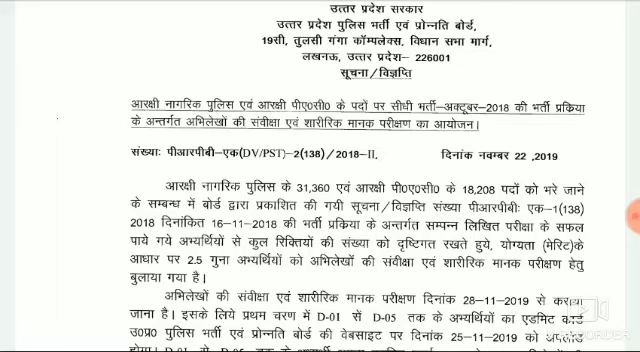 उत्तर प्रदेश सरकार
उत्तर प्रदेश पुलिस भर्ती एवं प्रोन्नति बोर्ड,
19सी, तुलसी गंगा कॉम्पलेक्स, विधान सभा मार्ग,
लखनऊ, उत्तर प्रदेश– 226001
सूचना/विज्ञप्ति
आरक्षी नागरिक पुलिस एवं आरक्षी पीए0सी0 के पदों पर सीधी भर्ती–अक्टूबर–2018 की भर्ती प्रक्रिया
के अन्तर्गत अभिलेखों की संवीक्षा एवं शारीरिक मानक परीक्षण का आयोजन।
संख्याः पीआरपीबी–एक(DV/PST)–2(138)/2018–II, दिनांक नवम्बर 22 ,2019
आरक्षी नागरिक पुलिस के 31,360 एवं आरक्षी पी0ए0सी0 के 18,208 पदों को भरे जाने
के सम्बन्ध में बोर्ड द्वारा प्रकाशित की गयी सूचना/विज्ञप्ति संख्या पीआरपीबी: एक–1(138)
2018 दिनांकित 16–11–2018 की भर्ती प्रक्रिया के अन्तर्गत सम्पन्न लिखित परीक्षा के सफल
पाये गये अभ्यर्थियों से कुल रिक्तियों की संख्या को दृष्टिगत रखते हुये, योग्यता (मेरिट)के
आधार पर 2.5 गुना अभ्यर्थियों को अभिलेखों की संवीक्षा एवं शारीरिक मानक परीक्षण हेतु
बुलाया गया है।
अभिलेखों की संवीक्षा एवं शारीरिक मानक परीक्षण दिनांक 28–11–2019 से कराया
जाना है। इसके लिये प्रथम चरण में D-01 सें D-05 तक के अभ्यर्थियों का एडमिट कार्ड
उ0प्र0 पुलिस भर्ती एवं प्रोन्नति बोर्ड की वेबसाइट पर दिनांक 25–11–2019 को अपलोड
RECORDER